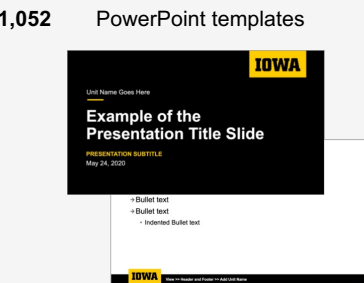 1,052 PowerPoint templates
IOWA
Unit Name Goes Here
Example of the
Presentation Title Slide
PRESENTATION SUBTITLE
May 24, 2020
→Bullet text
→Bullet text
• Indented Bullet text
IOWA View >> Header and Footer >> Add Unit Name